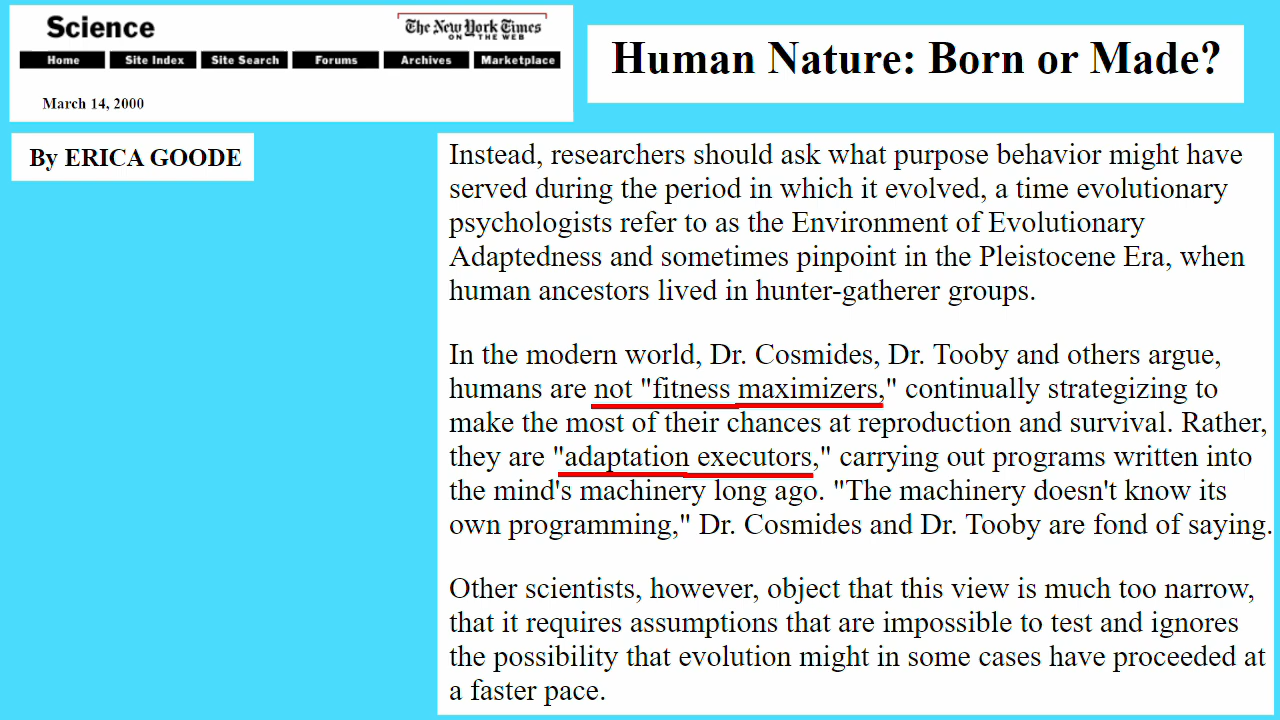 Science
The New York Times
ON THE WEB
Home Site Index Site Search Forums Archives Marketplace
March 14, 2000
Human Nature: Born or Made?
By ERICA GOODE
Instead, researchers should ask what purpose behavior might have
served during the period in which it evolved, a time evolutionary
psychologists refer to as the Environment of Evolutionary
Adaptedness and sometimes pinpoint in the Pleistocene Era, when
human ancestors lived in hunter-gatherer groups.
In the modern world, Dr. Cosmides, Dr. Tooby and others argue,
humans are not "fitness maximizers," continually strategizing to
make the most of their chances at reproduction and survival. Rather,
they are "adaptation executors," carrying out programs written into
the mind's machinery long ago. "The machinery doesn't know its
own programming," Dr. Cosmides and Dr. Tooby are fond of saying.
Other scientists, however, object that this view is much too narrow,
that it requires assumptions that are impossible to test and ignores
the possibility that evolution might in some cases have proceeded at
a faster pace.